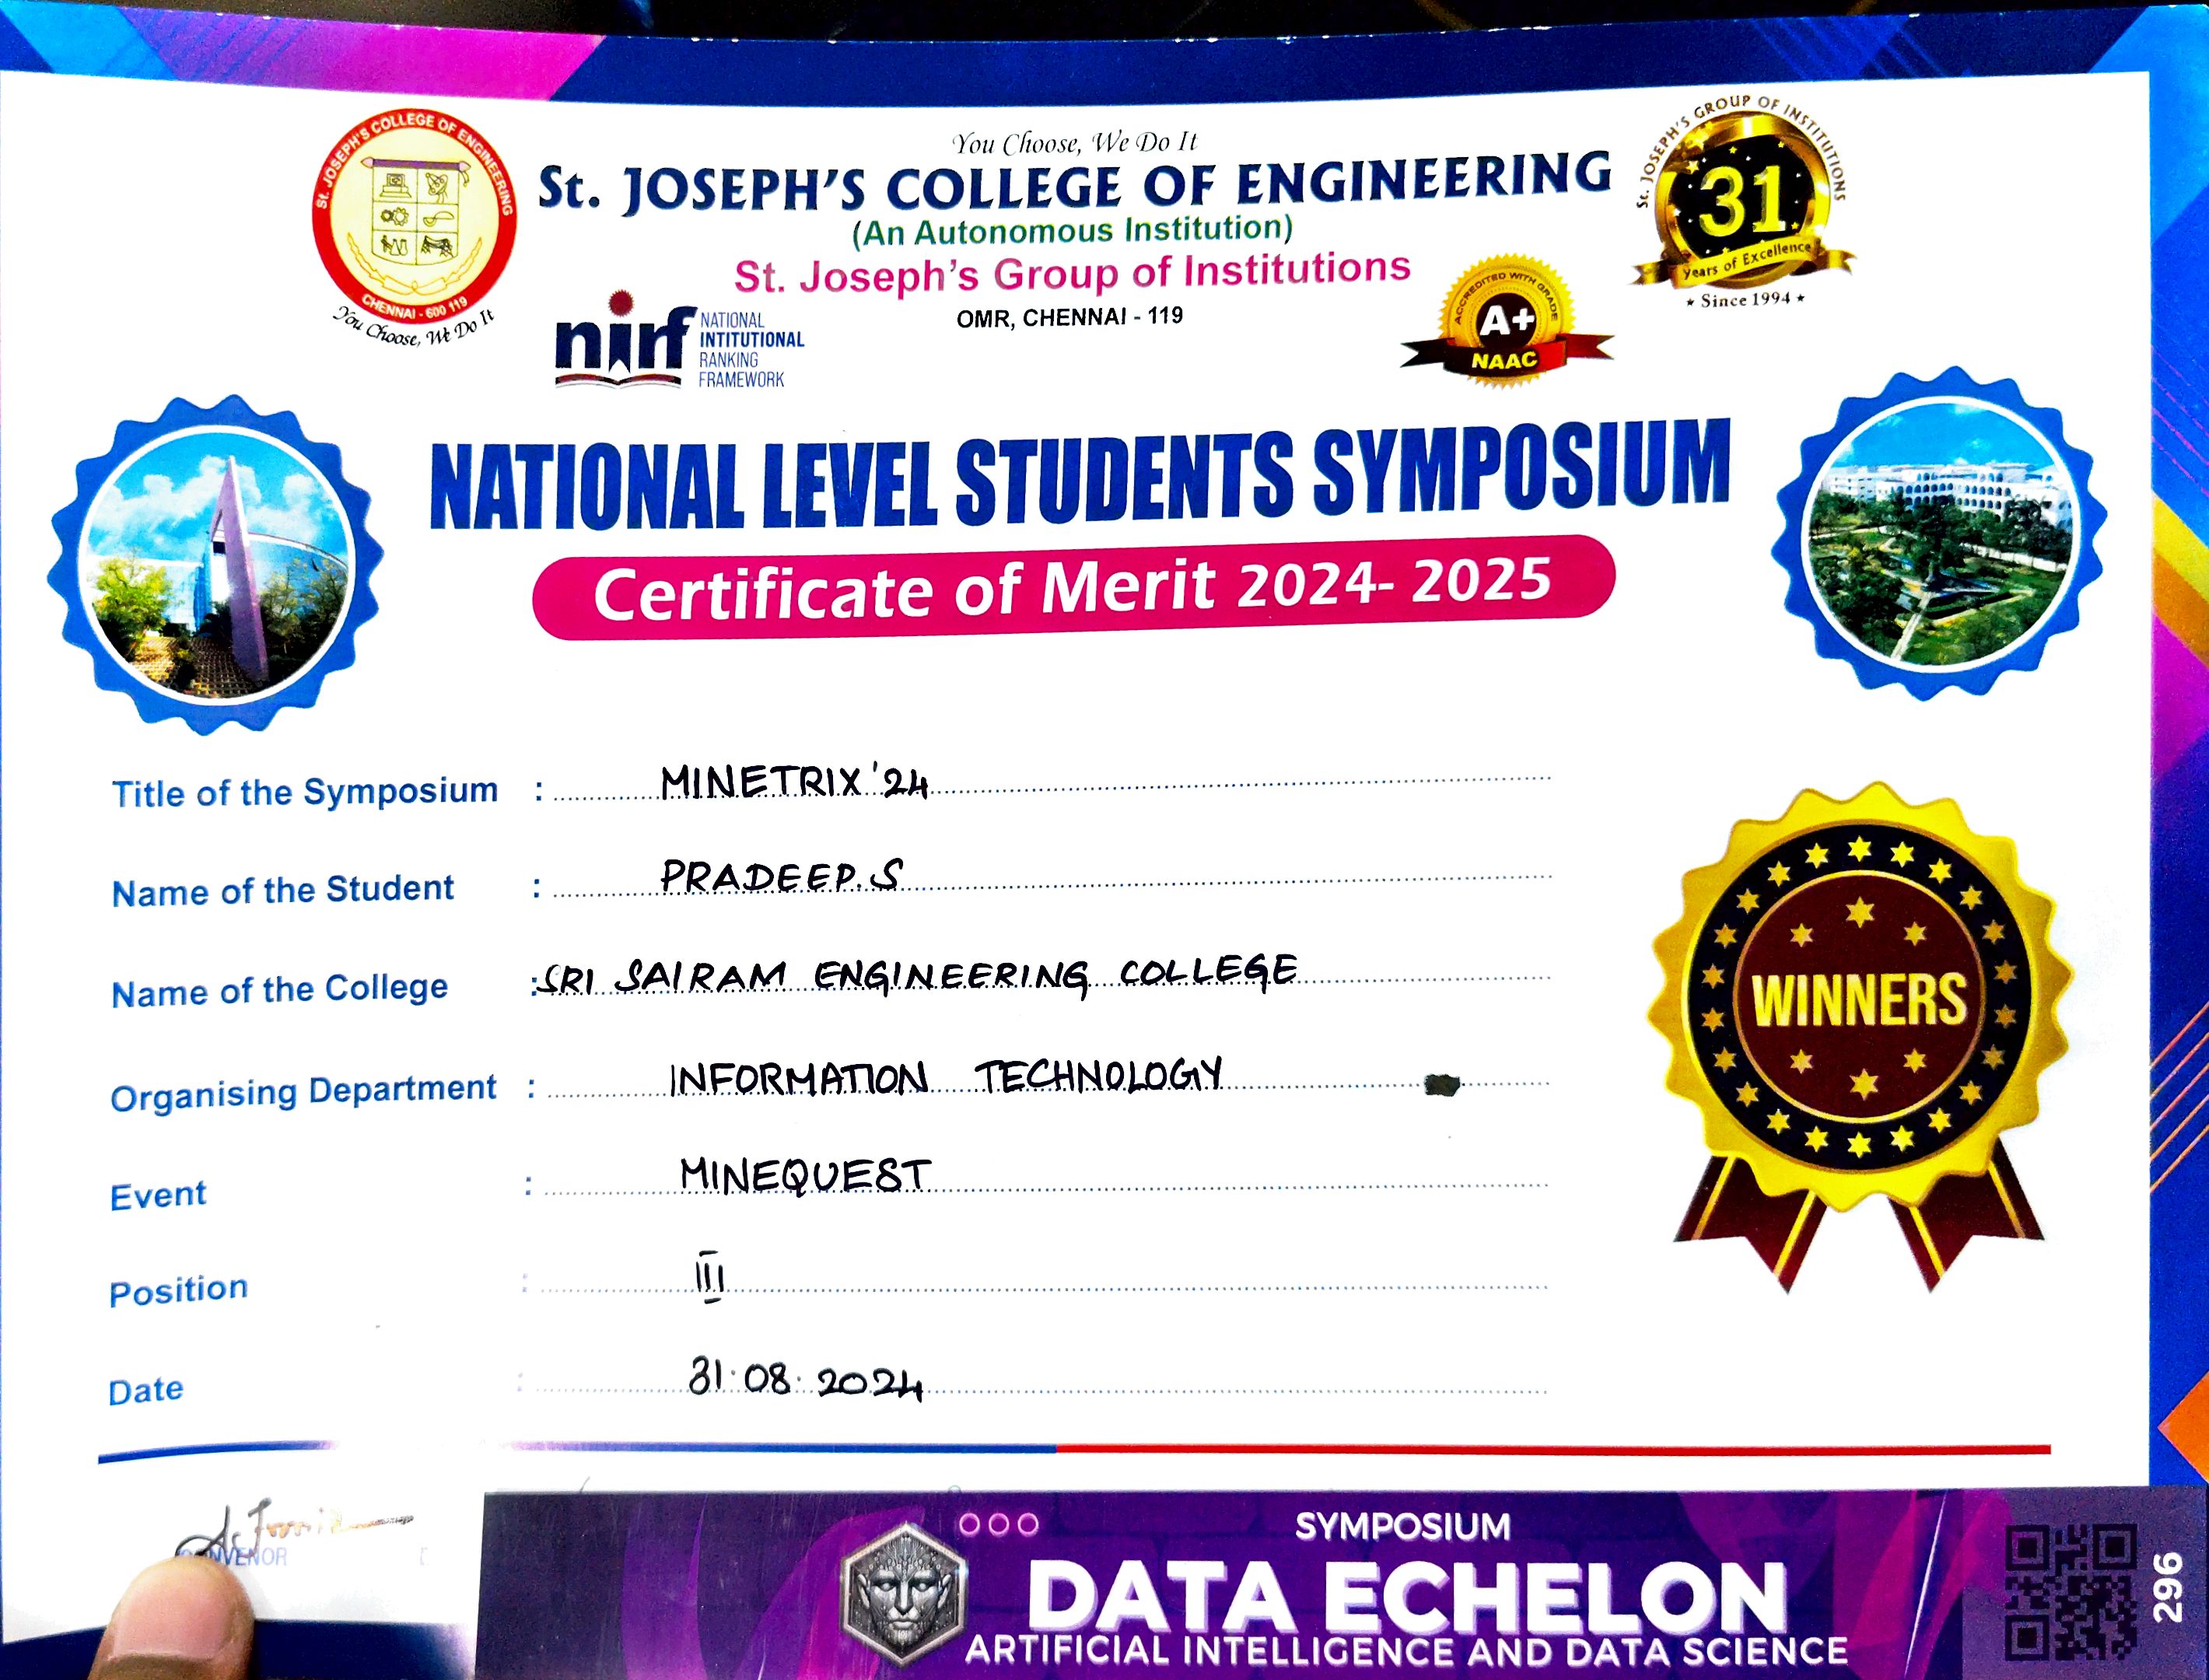 You Choose, We Do It
St. JOSEPH'S COLLEGE OF ENGINEERING
(An Autonomous Institution)
St. Joseph's Group of Institutions
OMR, CHENNAI - 119
St. JOSEPH'S COLLEGE OF ENGINEERING
CHENNAI - 600 119
You Choose, We Do It
nirf
NATIONAL
INTITUTIONAL
RANKING
FRAMEWORK
ACCREDITED WITH GRADE
A+
NAAC
St. JOSEPH'S GROUP OF INSTITUTIONS
31
Years of Excellence
★ Since 1994 ★
NATIONAL LEVEL STUDENTS SYMPOSIUM
Certificate of Merit 2024- 2025
Title of the Symposium : MINETRIX '24
Name of the Student : PRADEEP.S
Name of the College : SRI SAIRAM ENGINEERING COLLEGE
Organising Department : INFORMATION TECHNOLOGY
Event : MINEQUEST
Position : III
Date : 31.08.2024
WINNERS
CONVENOR
SYMPOSIUM
DATA ECHELON
ARTIFICIAL INTELLIGENCE AND DATA SCIENCE
296